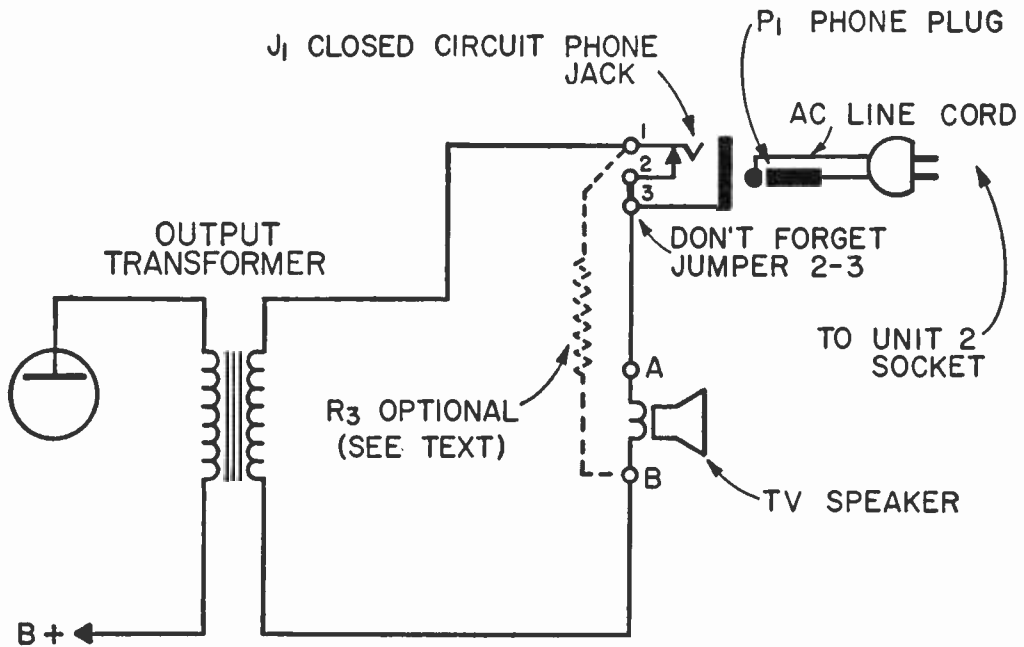 J1 CLOSED CIRCUIT PHONE
JACK
P1 PHONE PLUG
AC LINE CORD
1
2
3
DON'T FORGET
JUMPER 2-3
OUTPUT
TRANSFORMER
TO UNIT 2
SOCKET
A
R3 OPTIONAL
(SEE TEXT)
B
TV SPEAKER
B+